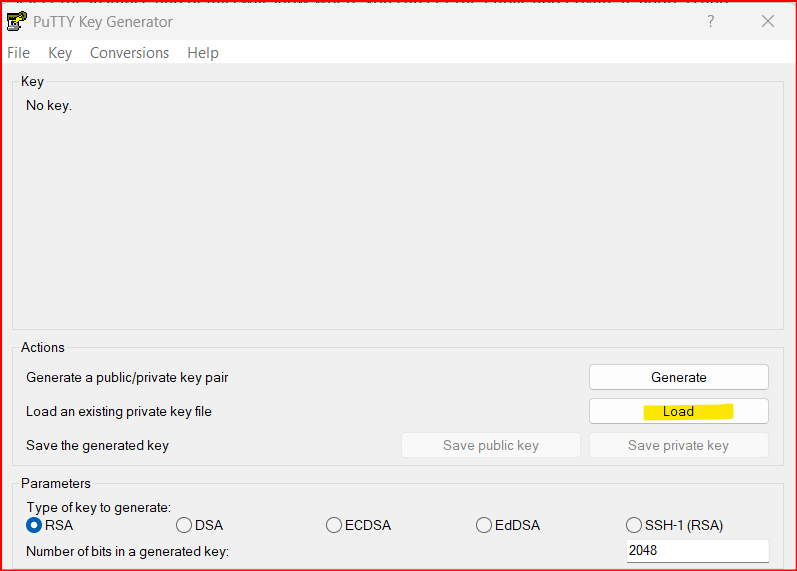 PuTTY Key Generator ?
File Key Conversions Help
Key
No key.
Actions
Generate a public/private key pair Generate
Load an existing private key file Load
Save the generated key Save public key Save private key
Parameters
Type of key to generate:
RSA DSA ECDSA EdDSA SSH-1 (RSA)
Number of bits in a generated key: 2048